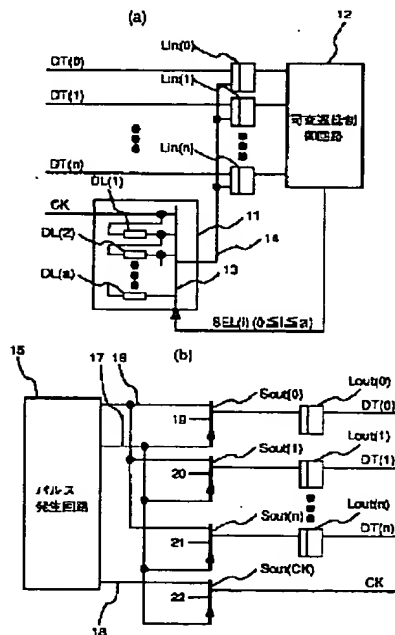 (a)
12
Lin(0)
DT(0)
Lin(1)
DT(1)
可変遅延制
御回路
Lin(n)
DT(n)
DL(1)
CK
11
DL(2)
14
DL(a)
13
SEL(i) (0≦i≦a)
(b)
15
17
Sout(0)
Lout(0)
DT(0)
19
Sout(1)
Lout(1)
DT(1)
20
パルス
発生回路
Sout(n)
Lout(n)
DT(n)
21
Sout(CK)
CK
22